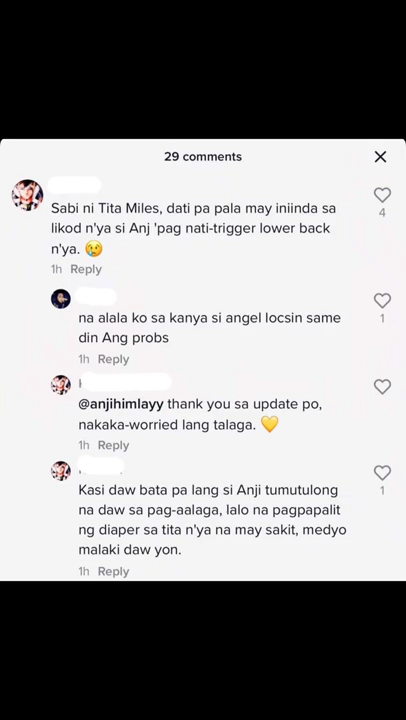 29 comments
Sabi ni Tita Miles, dati pa pala may iniinda sa
likod n'ya si Anj 'pag nati-trigger lower back
n'ya. 😢
4
1h Reply
na alala ko sa kanya si angel locsin same
din Ang probs
1
1h Reply
@anjihimlayy thank you sa update po,
nakaka-worried lang talaga. 💛
1h Reply
Kasi daw bata pa lang si Anji tumutulong
na daw sa pag-aalaga, lalo na pagpapalit
ng diaper sa tita n'ya na may sakit, medyo
malaki daw yon.
1
1h Reply